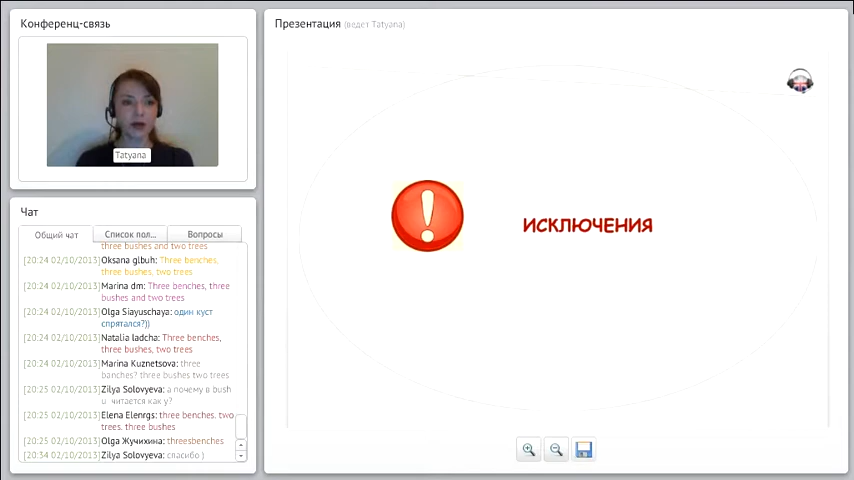 Конференц-связь
Tatyana
Чат
Общий чат
Список пол...
Вопросы
three bushes and two trees
[20:24 02/10/2013] Oksana glbuh: Three benches,
three bushes, two trees
[20:24 02/10/2013] Marina dm: Three benches, three
bushes and two trees
[20:24 02/10/2013] Olga Siayuschaya: один куст
спрятался?))
[20:24 02/10/2013] Natalia ladcha: Three benches,
three bushes, two trees
[20:24 02/10/2013] Marina Kuznetsova: three
banches? three bushes two trees
[20:25 02/10/2013] Zilya Solovyeva: а почему в bush
u читается как у?
[20:25 02/10/2013] Elena Elenrgs: three benches. two
trees. three bushes
[20:25 02/10/2013] Olga Жучихина: threesbenches
[20:34 02/10/2013] Zilya Solovyeva: спасибо )
Презентация (ведет Tatyana)
ИСКЛЮЧЕНИЯ